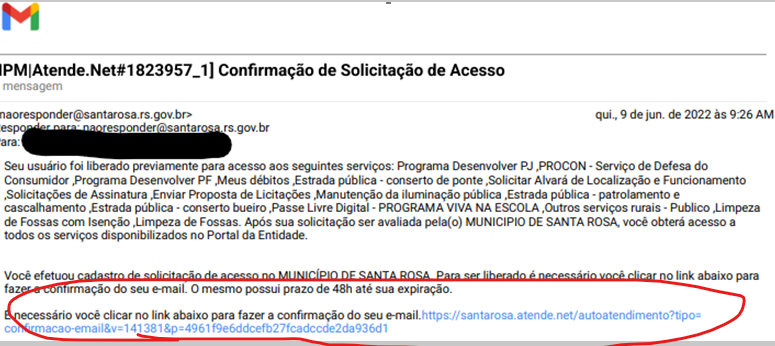 IPM|Atende.Net#1823957_1] Confirmação de Solicitação de Acesso
mensagem
naoresponder@santarosa.rs.gov.br>
qui., 9 de jun. de 2022 às 9:26 AM
Responder para: naoresponder@santarosa.rs.gov.br
Para:
Seu usuário foi liberado previamente para acesso aos seguintes serviços: Programa Desenvolver PJ ,PROCON - Serviço de Defesa do
Consumidor ,Programa Desenvolver PF ,Meus débitos ,Estrada pública - conserto de ponte ,Solicitar Alvará de Localização e Funcionamento
,Solicitações de Assinatura ,Enviar Proposta de Licitações ,Manutenção da iluminação pública ,Estrada pública - patrolamento e
cascalhamento ,Estrada pública - conserto bueiro ,Passe Livre Digital - PROGRAMA VIVA NA ESCOLA ,Outros serviços rurais - Publico ,Limpeza
de Fossas com Isenção ,Limpeza de Fossas. Após sua solicitação ser avaliada pela(o) MUNICIPIO DE SANTA ROSA, você obterá acesso
a todos os serviços disponibilizados no Portal da Entidade.
Você efetuou cadastro de solicitação de acesso no MUNICÍPIO DE SANTA ROSA. Para ser liberado é necessário você clicar no link abaixo para
fazer a confirmação do seu e-mail. O mesmo possui prazo de 48h até sua expiração.
É necessário você clicar no link abaixo para fazer a confirmação do seu e-mail.https://santarosa.atende.net/autoatendimento?tipo=
confirmacao-email&v=141381&p=4961f9e6ddcefb27fcadccde2da936d1